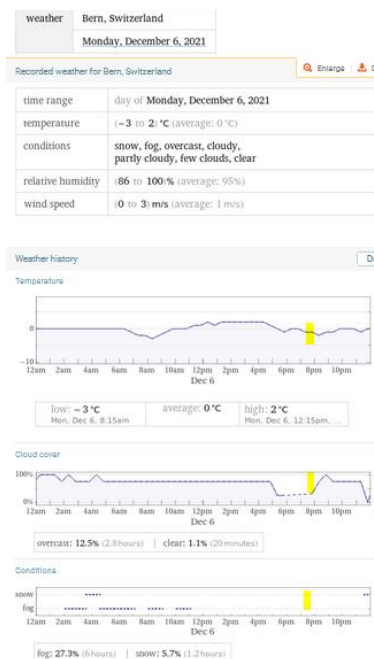 weather Bern, Switzerland
Monday, December 6, 2021
Recorded weather for Bern, Switzerland Enlarge
time range day of Monday, December 6, 2021
temperature (−3 to 2) °C (average: 0 °C)
conditions snow, fog, overcast, cloudy,
partly cloudy, few clouds, clear
relative humidity (86 to 100)% (average: 95%)
wind speed (0 to 3) m/s (average: 1 m/s)
Weather history
Temperature
0
−10
12am 2am 4am 6am 8am 10am 12pm 2pm 4pm 6pm 8pm 10pm
Dec 6
low: −3 °C average: 0 °C high: 2 °C
Mon, Dec 6, 8:15am Mon, Dec 6, 12:15pm, ...
Cloud cover
100%
0%
12am 2am 4am 6am 8am 10am 12pm 2pm 4pm 6pm 8pm 10pm
Dec 6
overcast: 12.5% (2.8 hours) | clear: 1.1% (20 minutes)
Conditions
snow
fog
12am 2am 4am 6am 8am 10am 12pm 2pm 4pm 6pm 8pm 10pm
Dec 6
fog: 27.3% (6 hours) | snow: 5.7% (1.2 hours)